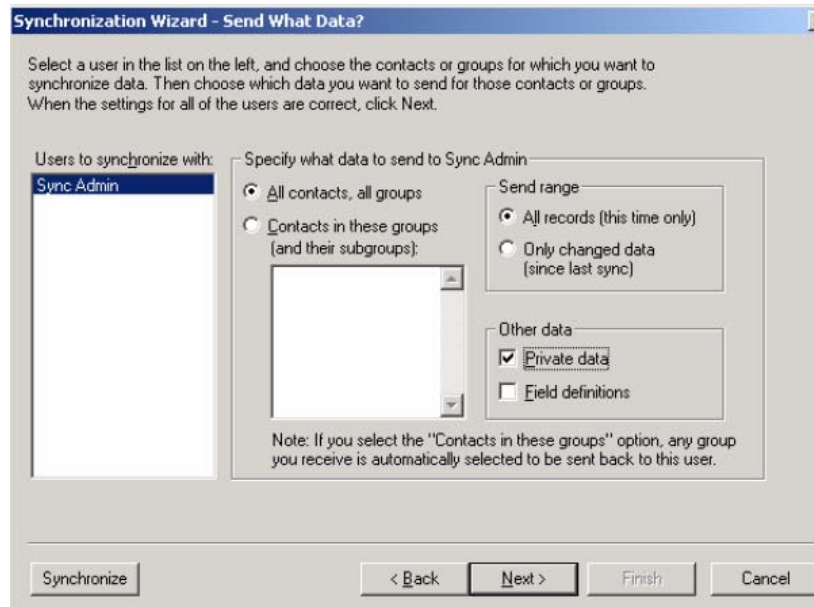 Synchronization Wizard - Send What Data?
Select a user in the list on the left, and choose the contacts or groups for which you want to
synchronize data. Then choose which data you want to send for those contacts or groups.
When the settings for all of the users are correct, click Next.
Users to synchronize with:
Sync Admin
Specify what data to send to Sync Admin
All contacts, all groups
Contacts in these groups
(and their subgroups):
Send range
All records (this time only)
Only changed data
(since last sync)
Other data
Private data
Field definitions
Note: If you select the "Contacts in these groups" option, any group
you receive is automatically selected to be sent back to this user.
Synchronize
< Back
Next >
Finish
Cancel